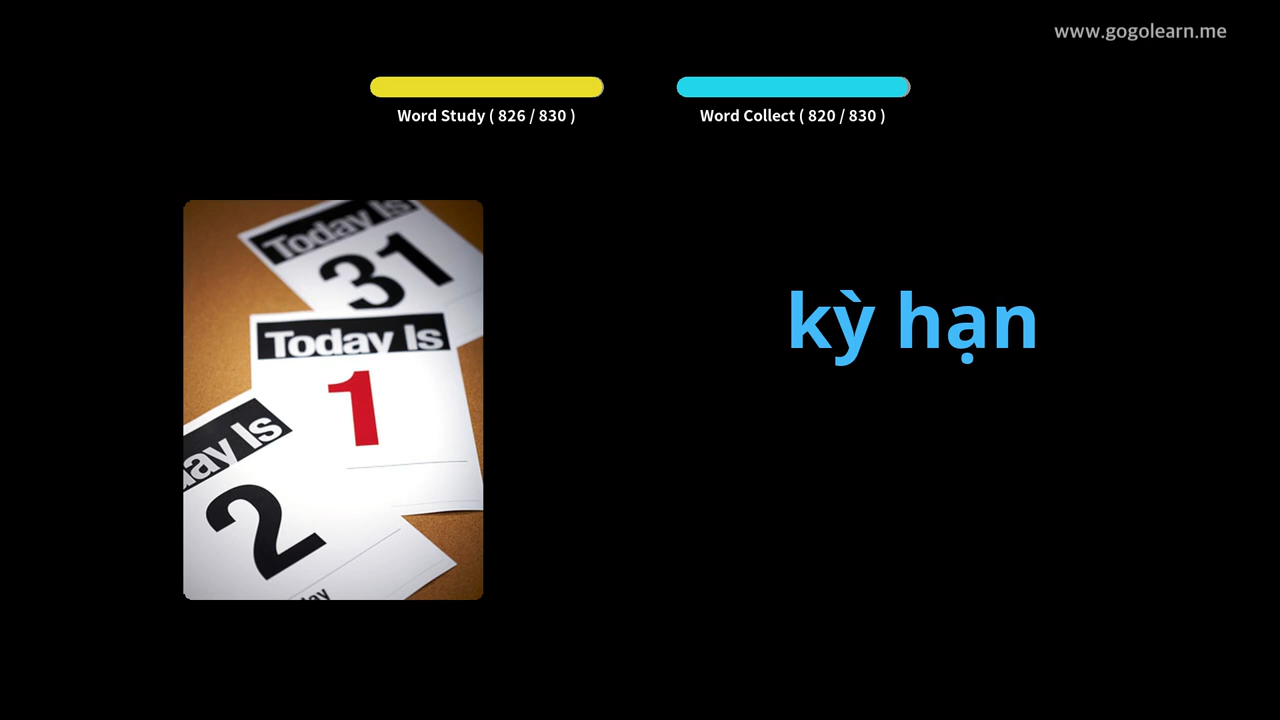 www.gogolearn.me
Word Study ( 826 / 830 )
Word Collect ( 820 / 830 )
Today Is
31
Today Is
1
ay Is
2
ay
kỳ hạn